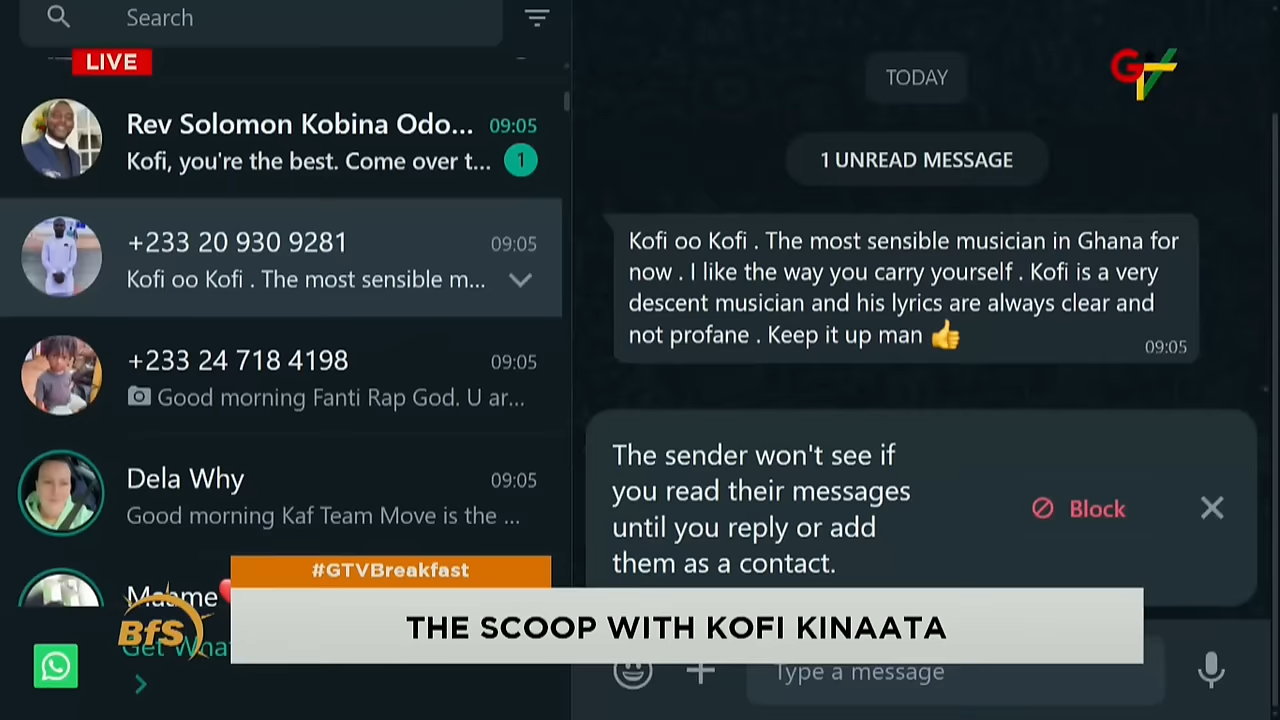 Search
LIVE
Rev Solomon Kobina Odo... 09:05
Kofi, you're the best. Come over t... 1
+233 20 930 9281 09:05
Kofi oo Kofi . The most sensible m...
+233 24 718 4198 09:05
Good morning Fanti Rap God. U ar...
Dela Why 09:05
Good morning Kaf Team Move is the ...
Maame
BfS
Get What
GTV
TODAY
1 UNREAD MESSAGE
Kofi oo Kofi . The most sensible musician in Ghana for
now . I like the way you carry yourself . Kofi is a very
descent musician and his lyrics are always clear and
not profane . Keep it up man 👍
09:05
The sender won't see if
you read their messages
until you reply or add
them as a contact.
Block
#GTVBreakfast
THE SCOOP WITH KOFI KINAATA
Type a message